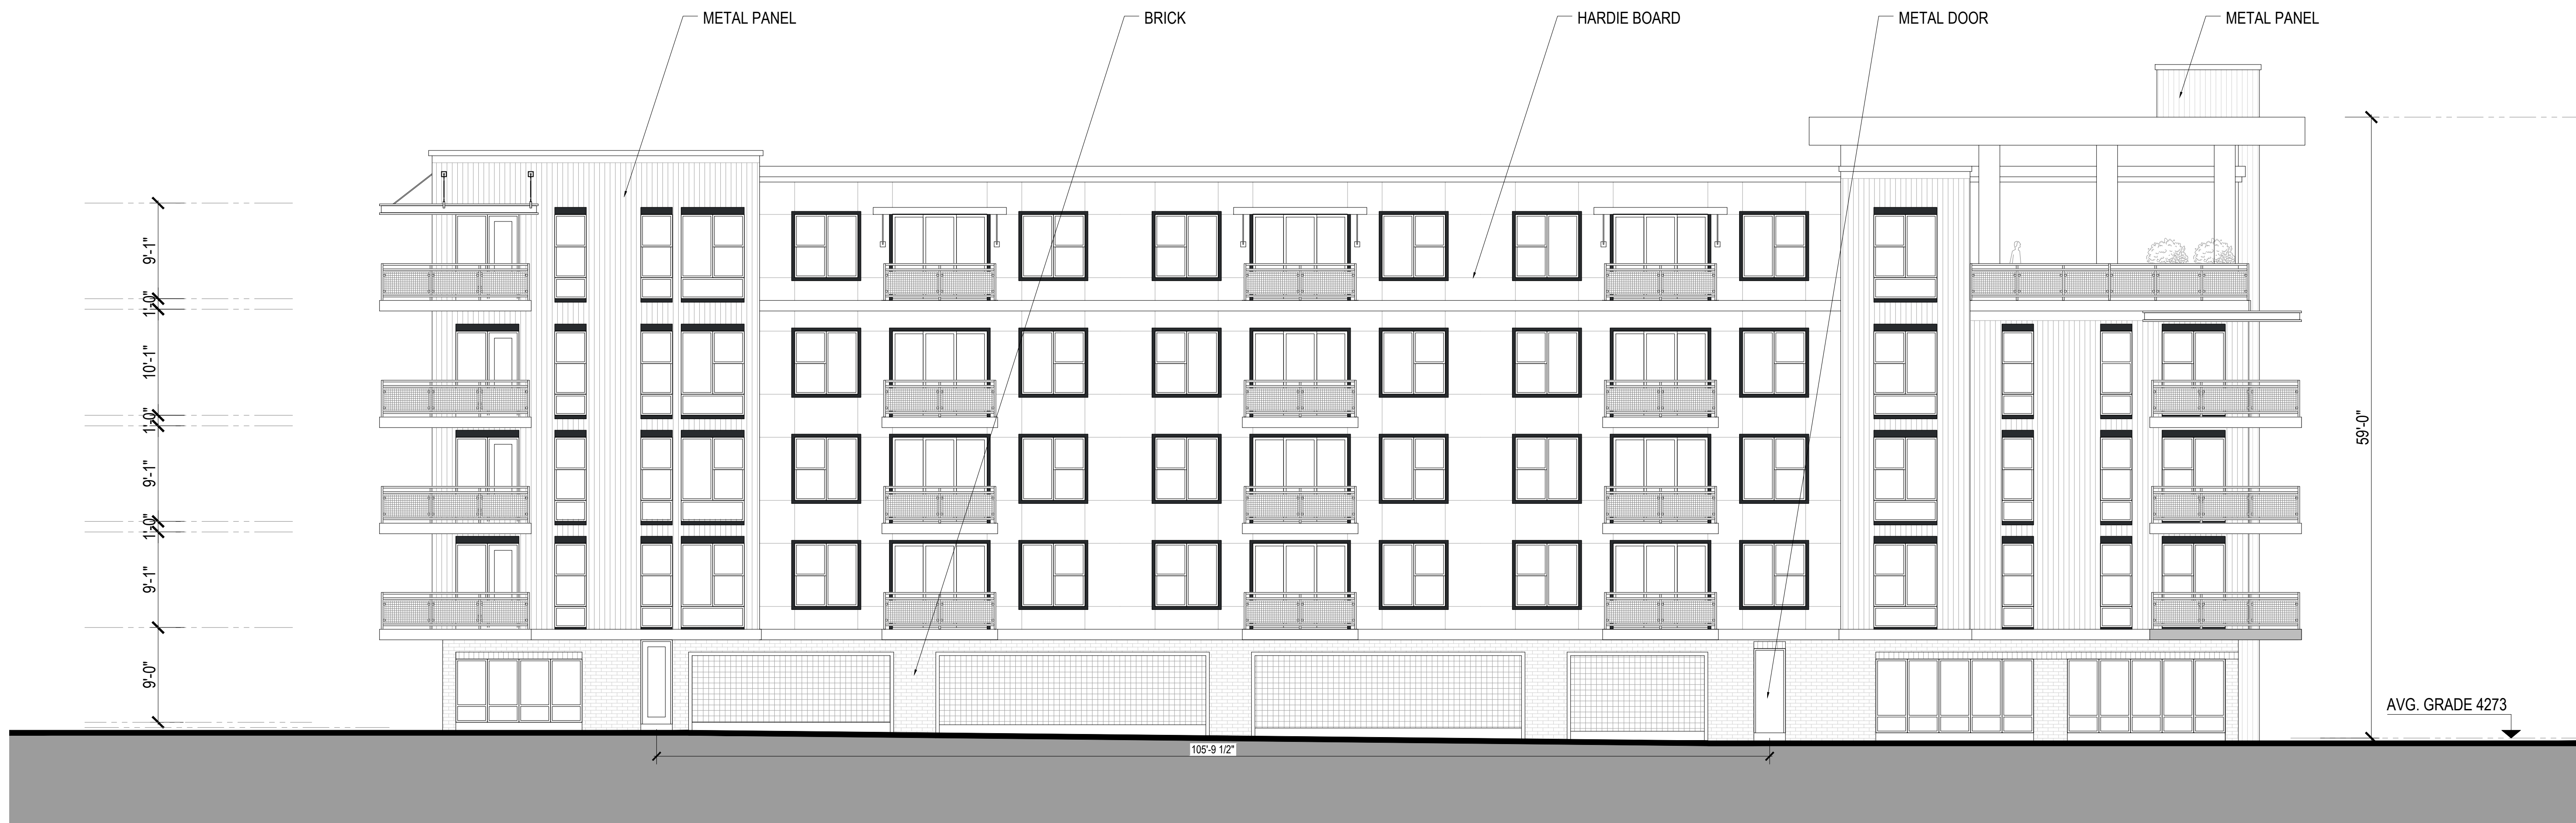 METAL PANEL
BRICK
HARDIE BOARD
METAL DOOR
METAL PANEL
9'-1"
1'-0"
10'-1"
1'-0"
9'-1"
1'-0"
9'-1"
9'-0"
59'-0"
AVG. GRADE 4273
105'-9 1/2"